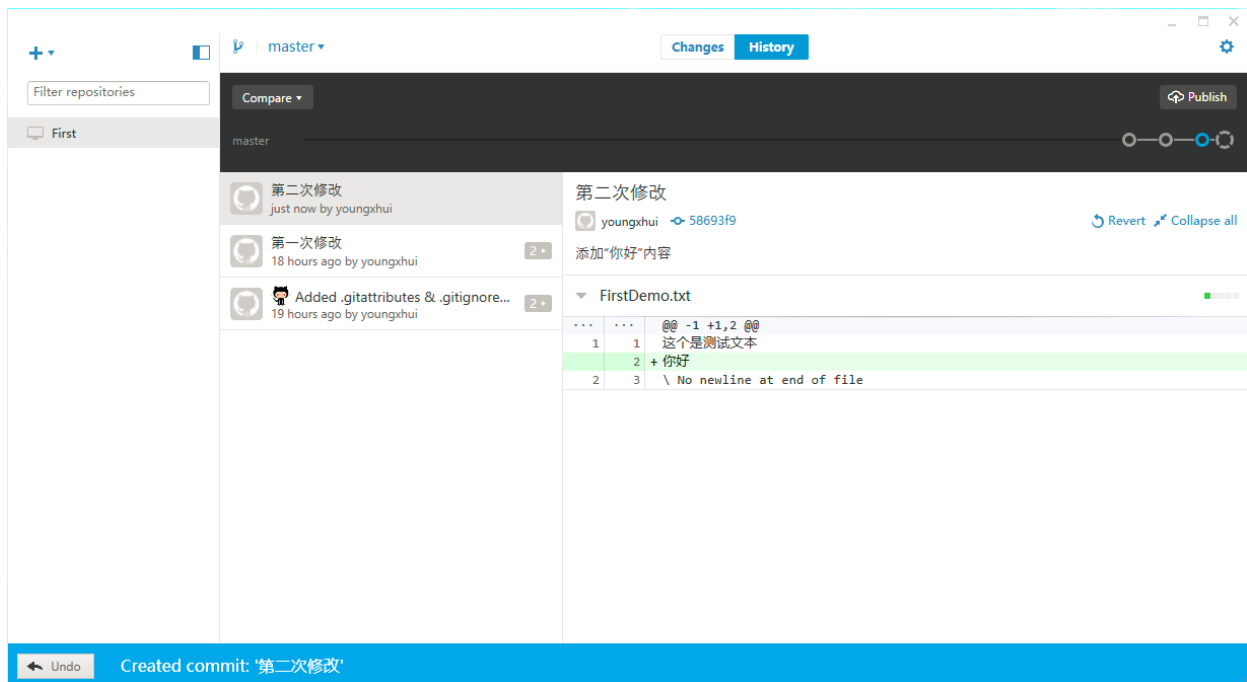 master
Changes
History
Filter repositories
First
Compare
Publish
master
第二次修改
just now by youngxhui
第一次修改
18 hours ago by youngxhui
2
Added .gitattributes & .gitignore...
19 hours ago by youngxhui
2
第二次修改
youngxhui 58693f9
Revert Collapse all
添加“你好”内容
FirstDemo.txt
... ... @@ -1 +1,2 @@
1 1 这个是测试文本
2 + 你好
2 3 \ No newline at end of file
Undo
Created commit: '第二次修改'